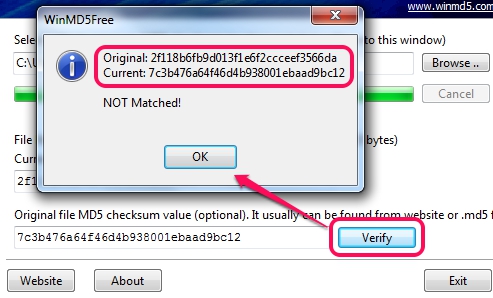 www.winmd5.com
WinMD5Free
Sele
to this window)
Original: 2f118b6fb9d013f1e6f2ccceef3566da
Current: 7c3b476a64f46d4b938001ebaad9bc12
C:\U
Browse ..
Cancel
NOT Matched!
OK
File
bytes)
Curr
2f1
Original file MD5 checksum value (optional). It usually can be found from website or .md5 f
7c3b476a64f46d4b938001ebaad9bc12
Verify
Website
About
Exit